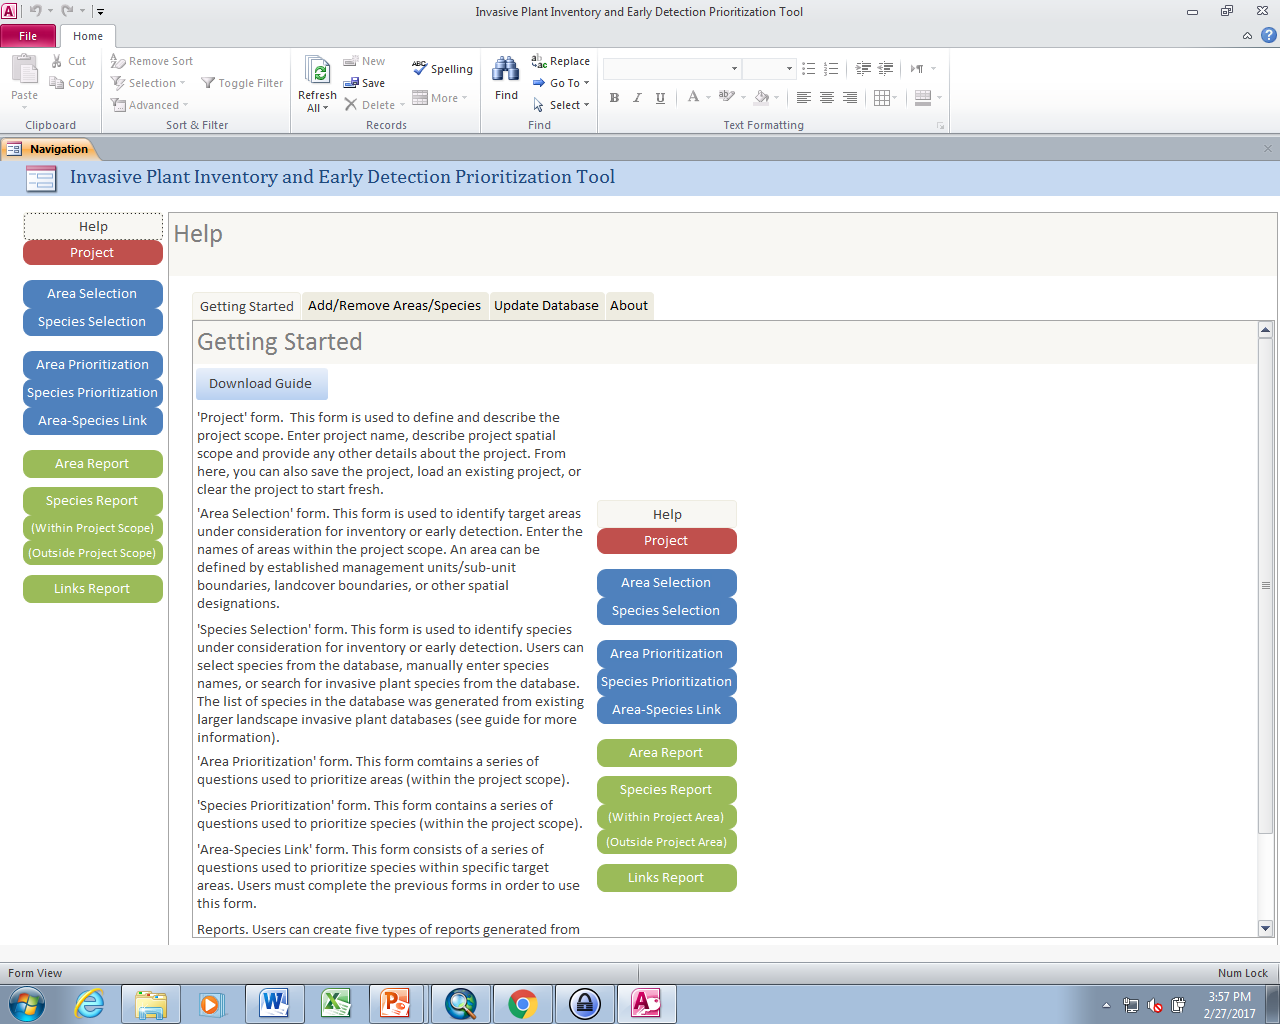 Invasive Plant Inventory and Early Detection Prioritization Tool
File
Home
Paste
Cut
Copy
Clipboard
Remove Sort
Selection
Advanced
Toggle Filter
Sort & Filter
Refresh
All
New
Save
Delete
Spelling
More
Records
Find
Replace
Go To
Select
Find
B I U
A
ab
Text Formatting
Navigation
Invasive Plant Inventory and Early Detection Prioritization Tool
Help
Project
Area Selection
Species Selection
Area Prioritization
Species Prioritization
Area-Species Link
Area Report
Species Report
(Within Project Scope)
(Outside Project Scope)
Links Report
Help
Getting Started
Add/Remove Areas/Species
Update Database
About
Getting Started
Download Guide
'Project' form.  This form is used to define and describe the
project scope. Enter project name, describe project spatial
scope and provide any other details about the project. From
here, you can also save the project, load an existing project, or
clear the project to start fresh.
'Area Selection' form. This form is used to identify target areas
under consideration for inventory or early detection. Enter the
names of areas within the project scope. An area can be
defined by established management units/sub-unit
boundaries, landcover boundaries, or other spatial
designations.
'Species Selection' form. This form is used to identify species
under consideration for inventory or early detection. Users can
select species from the database, manually enter species
names, or search for invasive plant species from the database.
The list of species in the database was generated from existing
larger landscape invasive plant databases (see guide for more
information).
'Area Prioritization' form. This form comtains a series of
questions used to prioritize areas (within the project scope).
'Species Prioritization' form. This form contains a series of
questions used to prioritize species (within the project scope).
'Area-Species Link' form. This form consists of a series of
questions used to prioritize species within specific target
areas. Users must complete the previous forms in order to use
this form.
Reports. Users can create five types of reports generated from
Help
Project
Area Selection
Species Selection
Area Prioritization
Species Prioritization
Area-Species Link
Area Report
Species Report
(Within Project Area)
(Outside Project Area)
Links Report
Form View
Num Lock
3:57 PM
2/27/2017